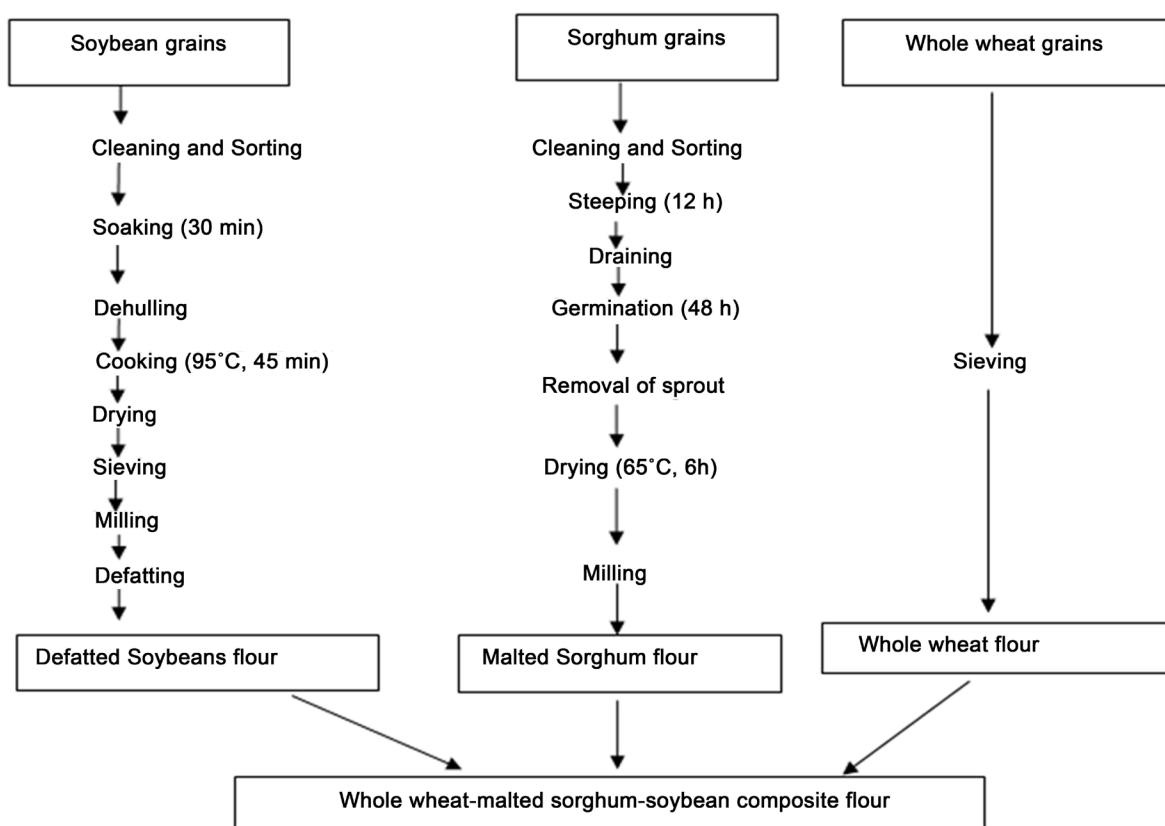 Soybean grains
Cleaning and Sorting
Soaking (30 min)
Dehulling
Cooking (95˚C, 45 min)
Drying
Sieving
Milling
Defatting
Defatted Soybeans flour
Sorghum grains
Cleaning and Sorting
Steeping (12 h)
Draining
Germination (48 h)
Removal of sprout
Drying (65˚C, 6h)
Milling
Malted Sorghum flour
Whole wheat grains
Sieving
Whole wheat flour
Whole wheat-malted sorghum-soybean composite flour